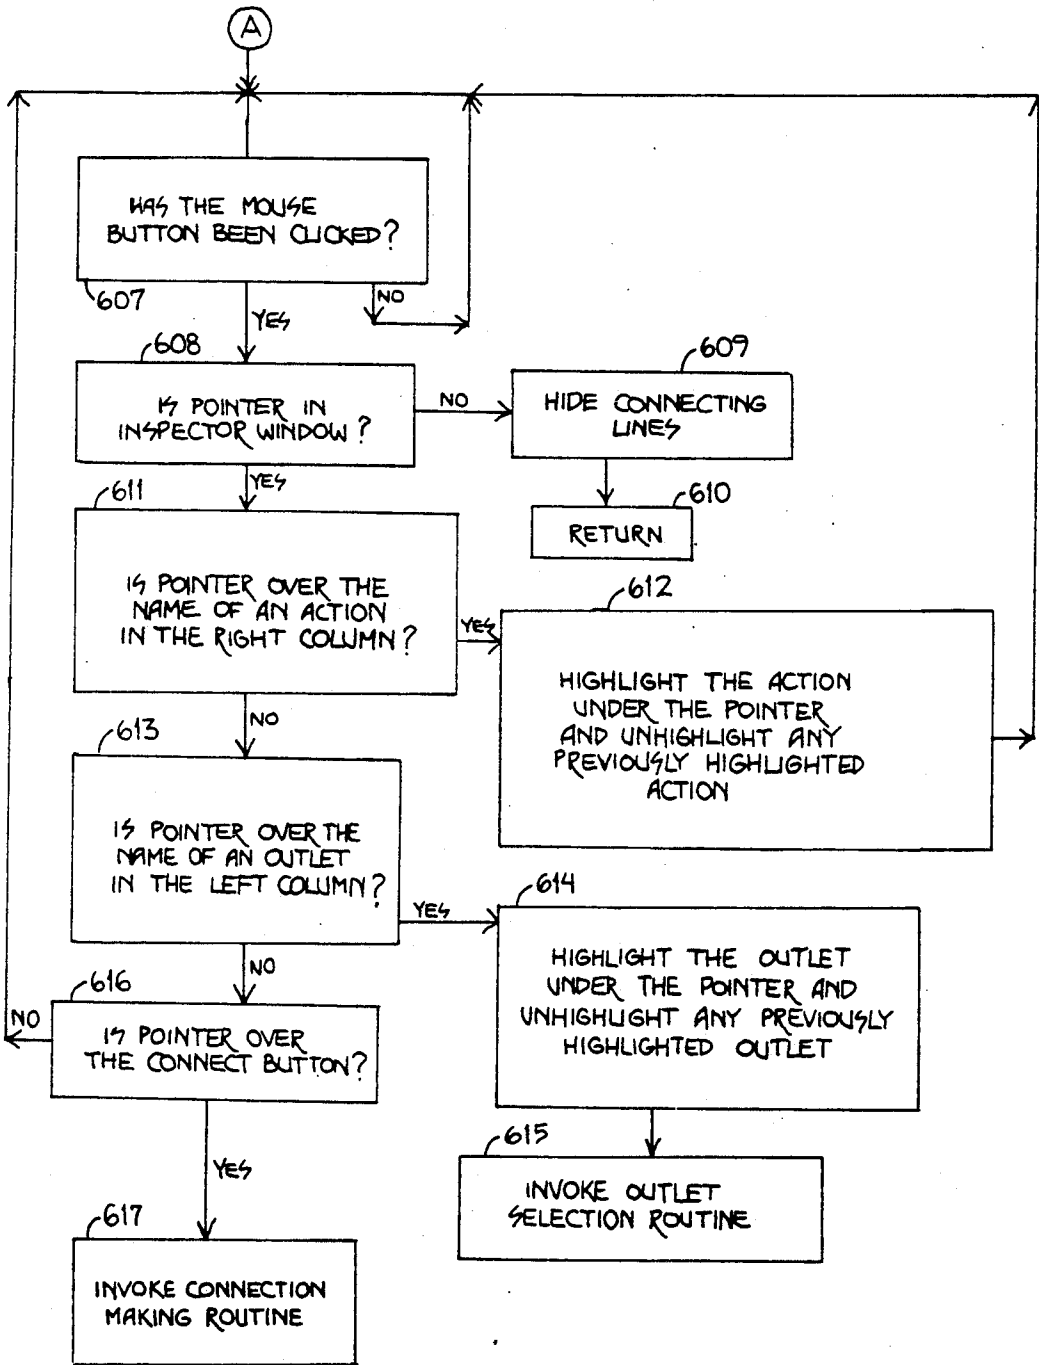 A
HAS THE MOUSE
BUTTON BEEN CLICKED?
607
NO
YES
608
IS POINTER IN
INSPECTOR WINDOW?
NO
609
HIDE CONNECTING
LINES
YES
610
RETURN
611
IS POINTER OVER THE
NAME OF AN ACTION
IN THE RIGHT COLUMN?
YES
612
HIGHLIGHT THE ACTION
UNDER THE POINTER
AND UNHIGHLIGHT ANY
PREVIOUSLY HIGHLIGHTED
ACTION
NO
613
IS POINTER OVER THE
NAME OF AN OUTLET
IN THE LEFT COLUMN?
YES
614
HIGHLIGHT THE OUTLET
UNDER THE POINTER AND
UNHIGHLIGHT ANY PREVIOUSLY
HIGHLIGHTED OUTLET
NO
616
NO
IS POINTER OVER
THE CONNECT BUTTON?
615
INVOKE OUTLET
SELECTION ROUTINE
YES
617
INVOKE CONNECTION
MAKING ROUTINE